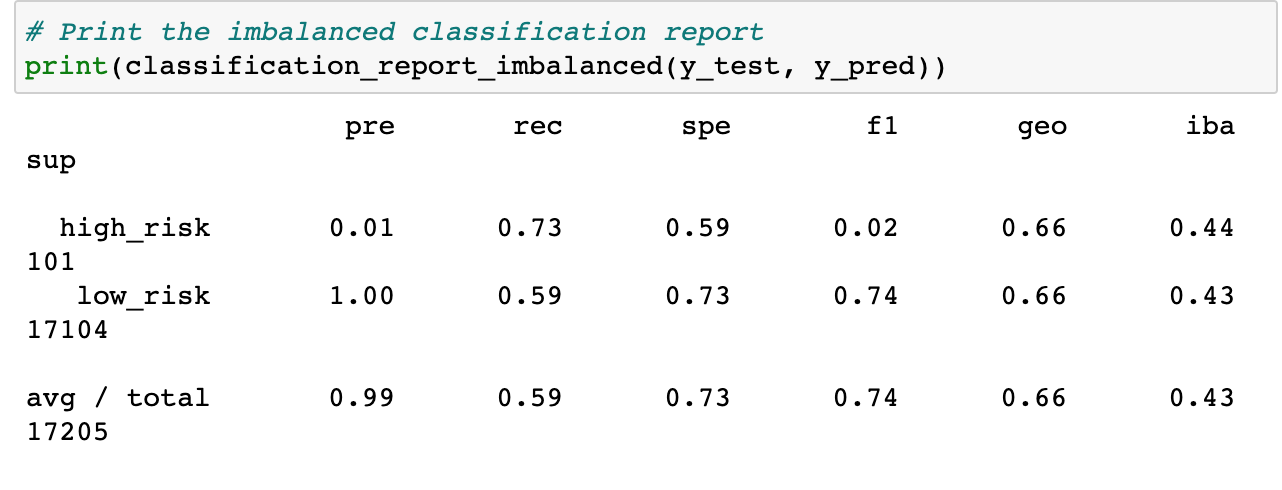 # Print the imbalanced classification report
print(classification_report_imbalanced(y_test, y_pred))
pre rec spe f1 geo iba
sup
high_risk 0.01 0.73 0.59 0.02 0.66 0.44
101
low_risk 1.00 0.59 0.73 0.74 0.66 0.43
17104
avg / total 0.99 0.59 0.73 0.74 0.66 0.43
17205